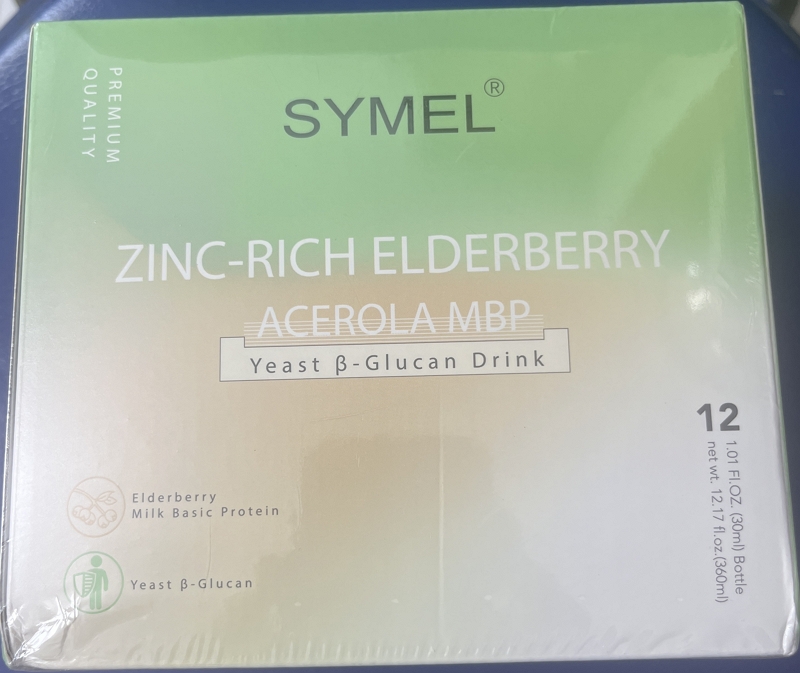 PREMIUM
QUALITY
SYMEL®
ZINC-RICH ELDERBERRY
ACEROLA MBP
Yeast β-Glucan Drink
12
1.01 Fl.OZ. (30ml) Bottle
net wt. 12.17 fl.oz.(360ml)
Elderberry
Milk Basic Protein
Yeast β-Glucan